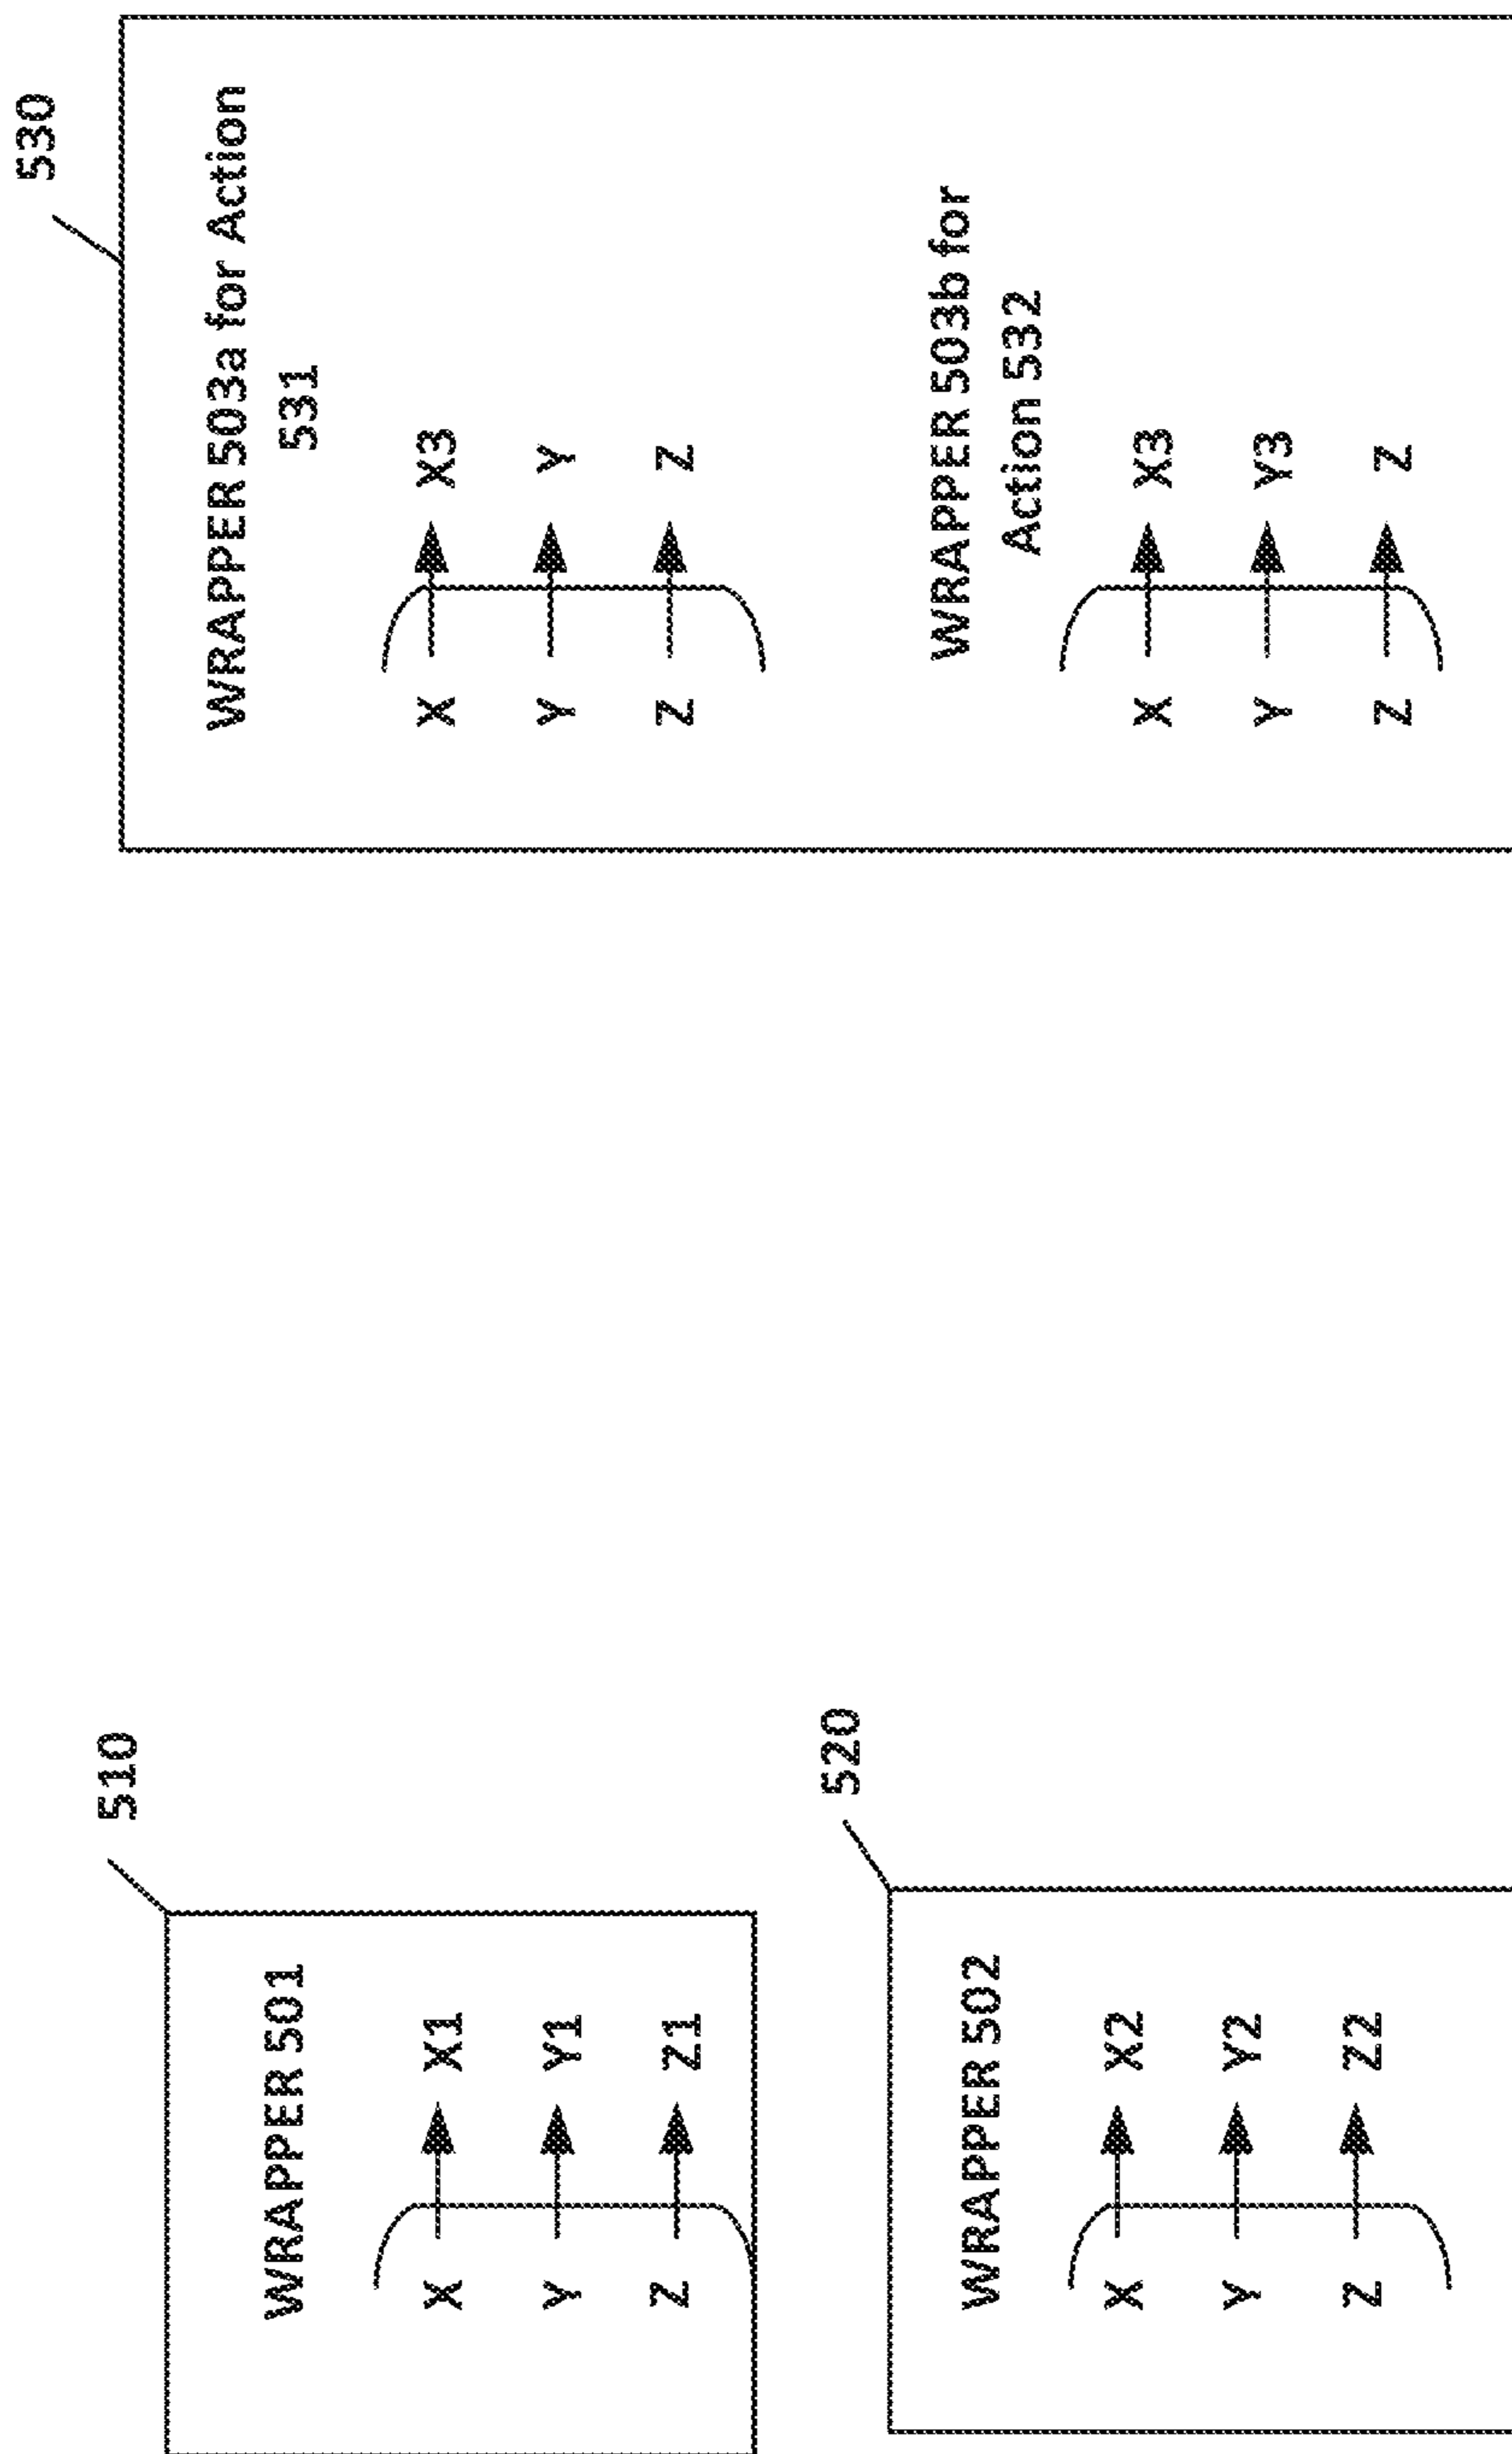 510
WRAPPER 501
X X1
Y Y1
Z Z1
520
WRAPPER 502
X X2
Y Y2
Z Z2
530
WRAPPER 503a for Action
531
X X3
Y Y
Z Z
WRAPPER 503b for
Action 532
X X3
Y Y3
Z Z